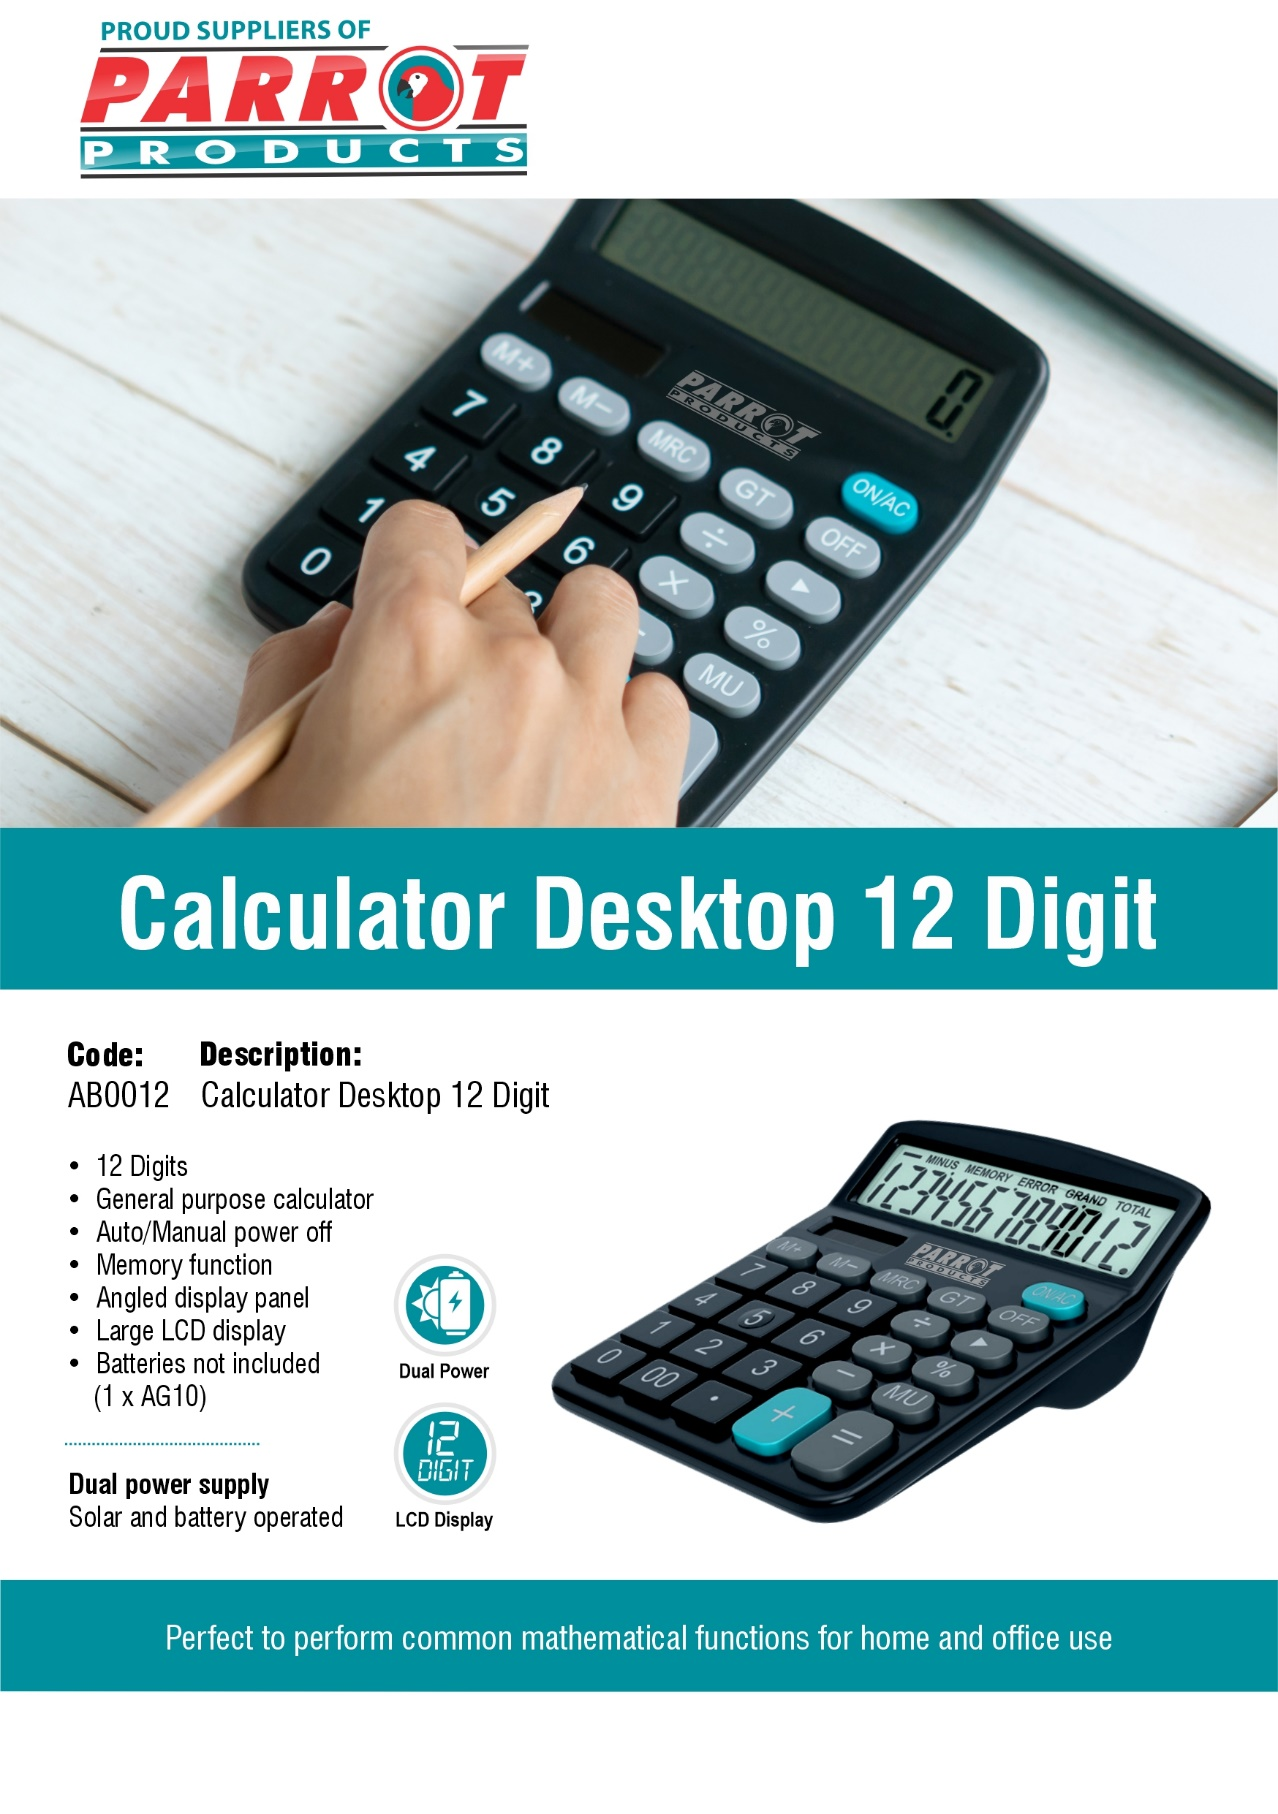 PROUD SUPPLIERS OF
PARROT
PRODUCTS
0.
M+
M−
MRC
GT
ON/AC
PARROT
PRODUCTS
7
8
9
÷
OFF
4
5
6
×
▶
1
%
0
3
MU
Calculator Desktop 12 Digit
Code: Description:
AB0012 Calculator Desktop 12 Digit
• 12 Digits
• General purpose calculator
• Auto/Manual power off
• Memory function
• Angled display panel
• Large LCD display
• Batteries not included
(1 x AG10)
Dual Power
12
DIGIT
LCD Display
Dual power supply
Solar and battery operated
MINUS MEMORY ERROR GRAND TOTAL
123456789012.
PARROT
PRODUCTS
M+ M− MRC GT ON/AC
7 8 9 ÷ OFF
4 5 6 × ▶
1 2 3 − %
0 00 . + = MU
Perfect to perform common mathematical functions for home and office use